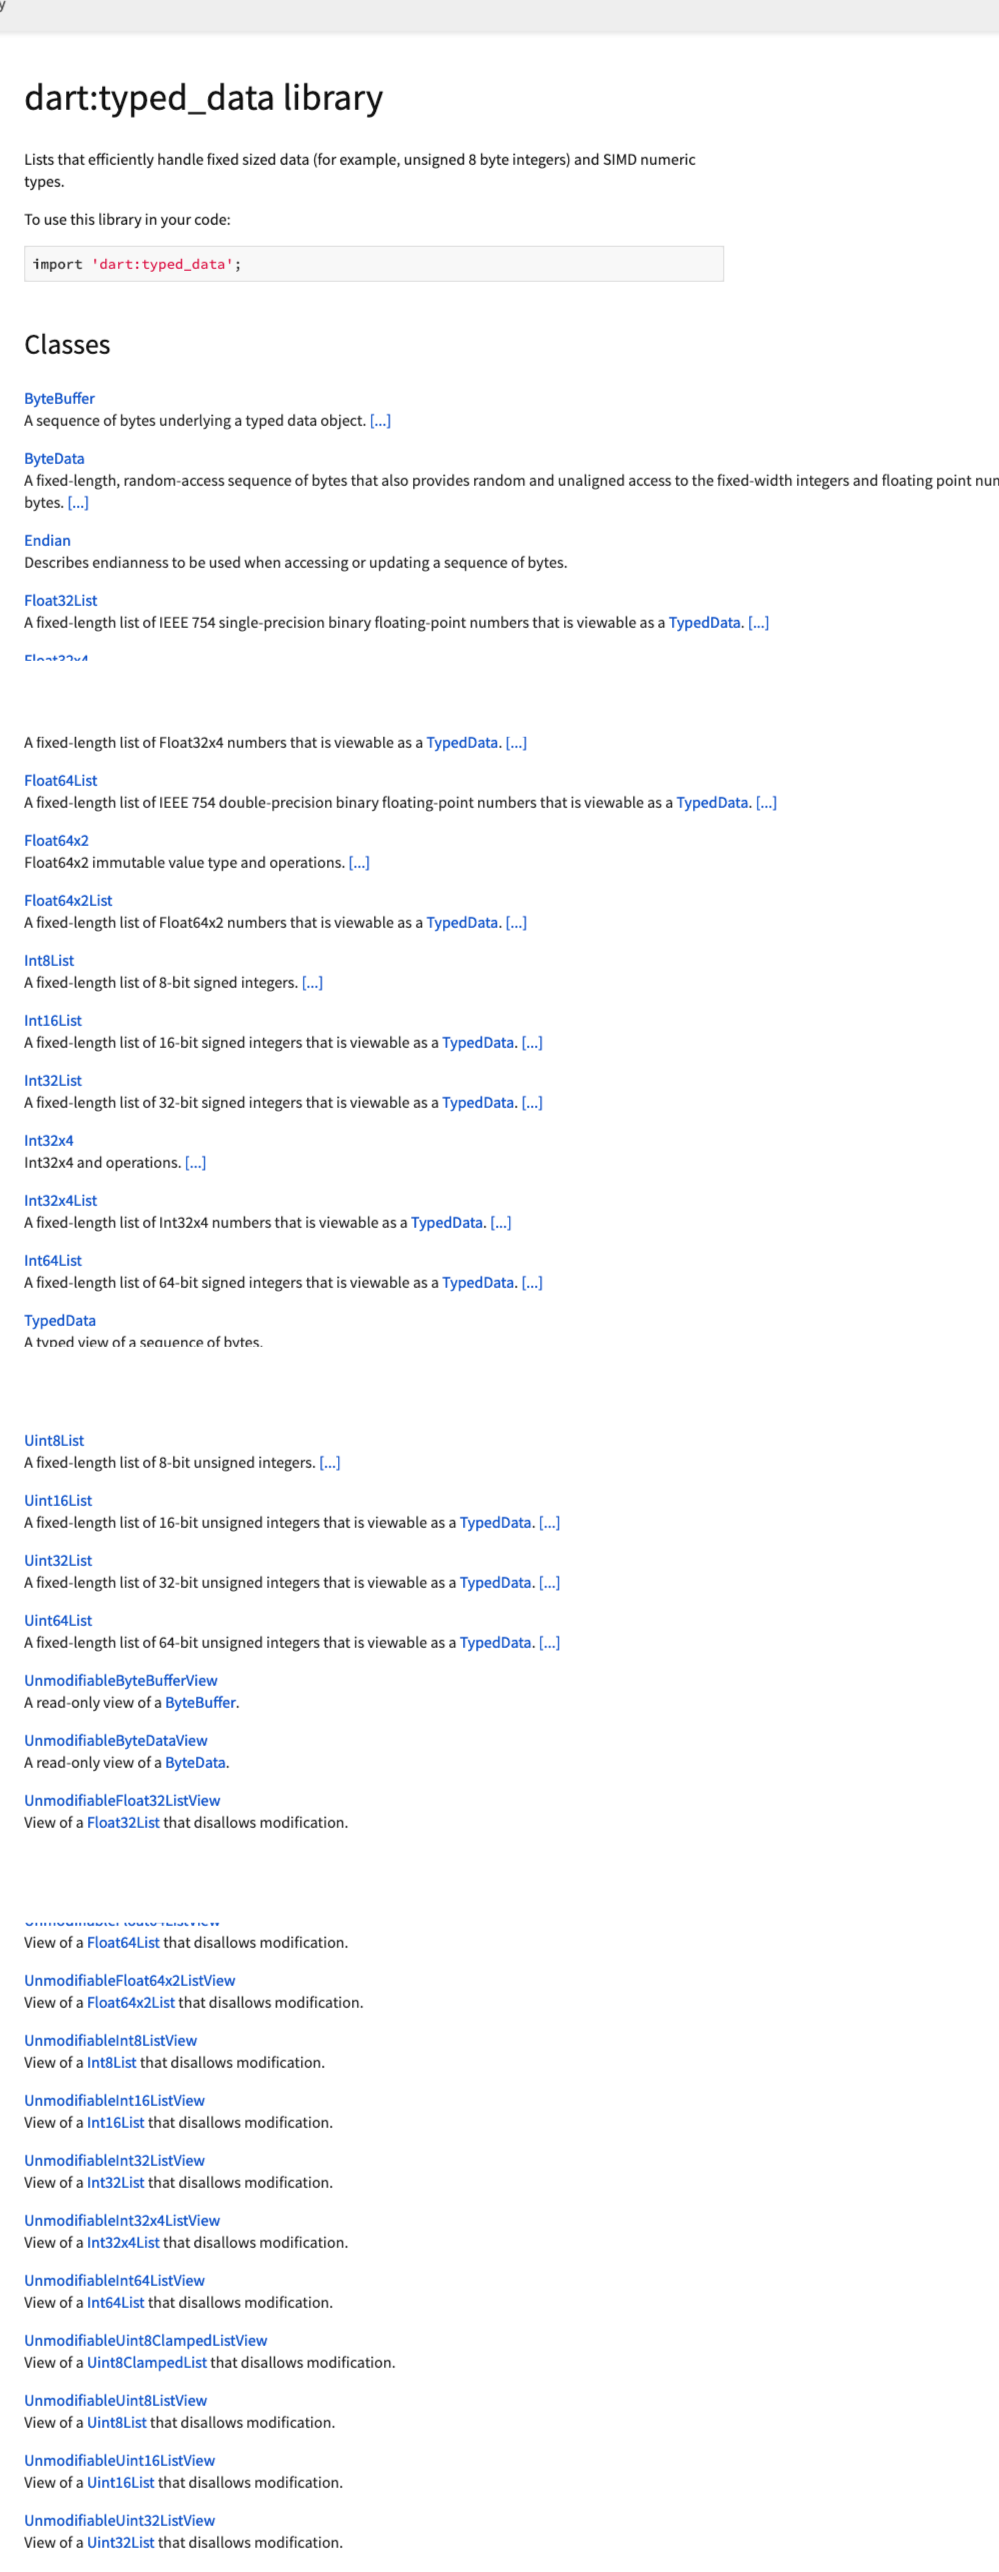 y
dart:typed_data library
Lists that efficiently handle fixed sized data (for example, unsigned 8 byte integers) and SIMD numeric
types.
To use this library in your code:
import 'dart:typed_data';
Classes
ByteBuffer
A sequence of bytes underlying a typed data object. [...]
ByteData
A fixed-length, random-access sequence of bytes that also provides random and unaligned access to the fixed-width integers and floating point
bytes. [...]
Endian
Describes endianness to be used when accessing or updating a sequence of bytes.
Float32List
A fixed-length list of IEEE 754 single-precision binary floating-point numbers that is viewable as a TypedData. [...]
Float32x4
A fixed-length list of Float32x4 numbers that is viewable as a TypedData. [...]
Float64List
A fixed-length list of IEEE 754 double-precision binary floating-point numbers that is viewable as a TypedData. [...]
Float64x2
Float64x2 immutable value type and operations. [...]
Float64x2List
A fixed-length list of Float64x2 numbers that is viewable as a TypedData. [...]
Int8List
A fixed-length list of 8-bit signed integers. [...]
Int16List
A fixed-length list of 16-bit signed integers that is viewable as a TypedData. [...]
Int32List
A fixed-length list of 32-bit signed integers that is viewable as a TypedData. [...]
Int32x4
Int32x4 and operations. [...]
Int32x4List
A fixed-length list of Int32x4 numbers that is viewable as a TypedData. [...]
Int64List
A fixed-length list of 64-bit signed integers that is viewable as a TypedData. [...]
TypedData
A typed view of a sequence of bytes.
Uint8List
A fixed-length list of 8-bit unsigned integers. [...]
Uint16List
A fixed-length list of 16-bit unsigned integers that is viewable as a TypedData. [...]
Uint32List
A fixed-length list of 32-bit unsigned integers that is viewable as a TypedData. [...]
Uint64List
A fixed-length list of 64-bit unsigned integers that is viewable as a TypedData. [...]
UnmodifiableByteBufferView
A read-only view of a ByteBuffer.
UnmodifiableByteDataView
A read-only view of a ByteData.
UnmodifiableFloat32ListView
View of a Float32List that disallows modification.
View of a Float64List that disallows modification.
UnmodifiableFloat64x2ListView
View of a Float64x2List that disallows modification.
UnmodifiableInt8ListView
View of a Int8List that disallows modification.
UnmodifiableInt16ListView
View of a Int16List that disallows modification.
UnmodifiableInt32ListView
View of a Int32List that disallows modification.
UnmodifiableInt32x4ListView
View of a Int32x4List that disallows modification.
UnmodifiableInt64ListView
View of a Int64List that disallows modification.
UnmodifiableUint8ClampedListView
View of a Uint8ClampedList that disallows modification.
UnmodifiableUint8ListView
View of a Uint8List that disallows modification.
UnmodifiableUint16ListView
View of a Uint16List that disallows modification.
UnmodifiableUint32ListView
View of a Uint32List that disallows modification.